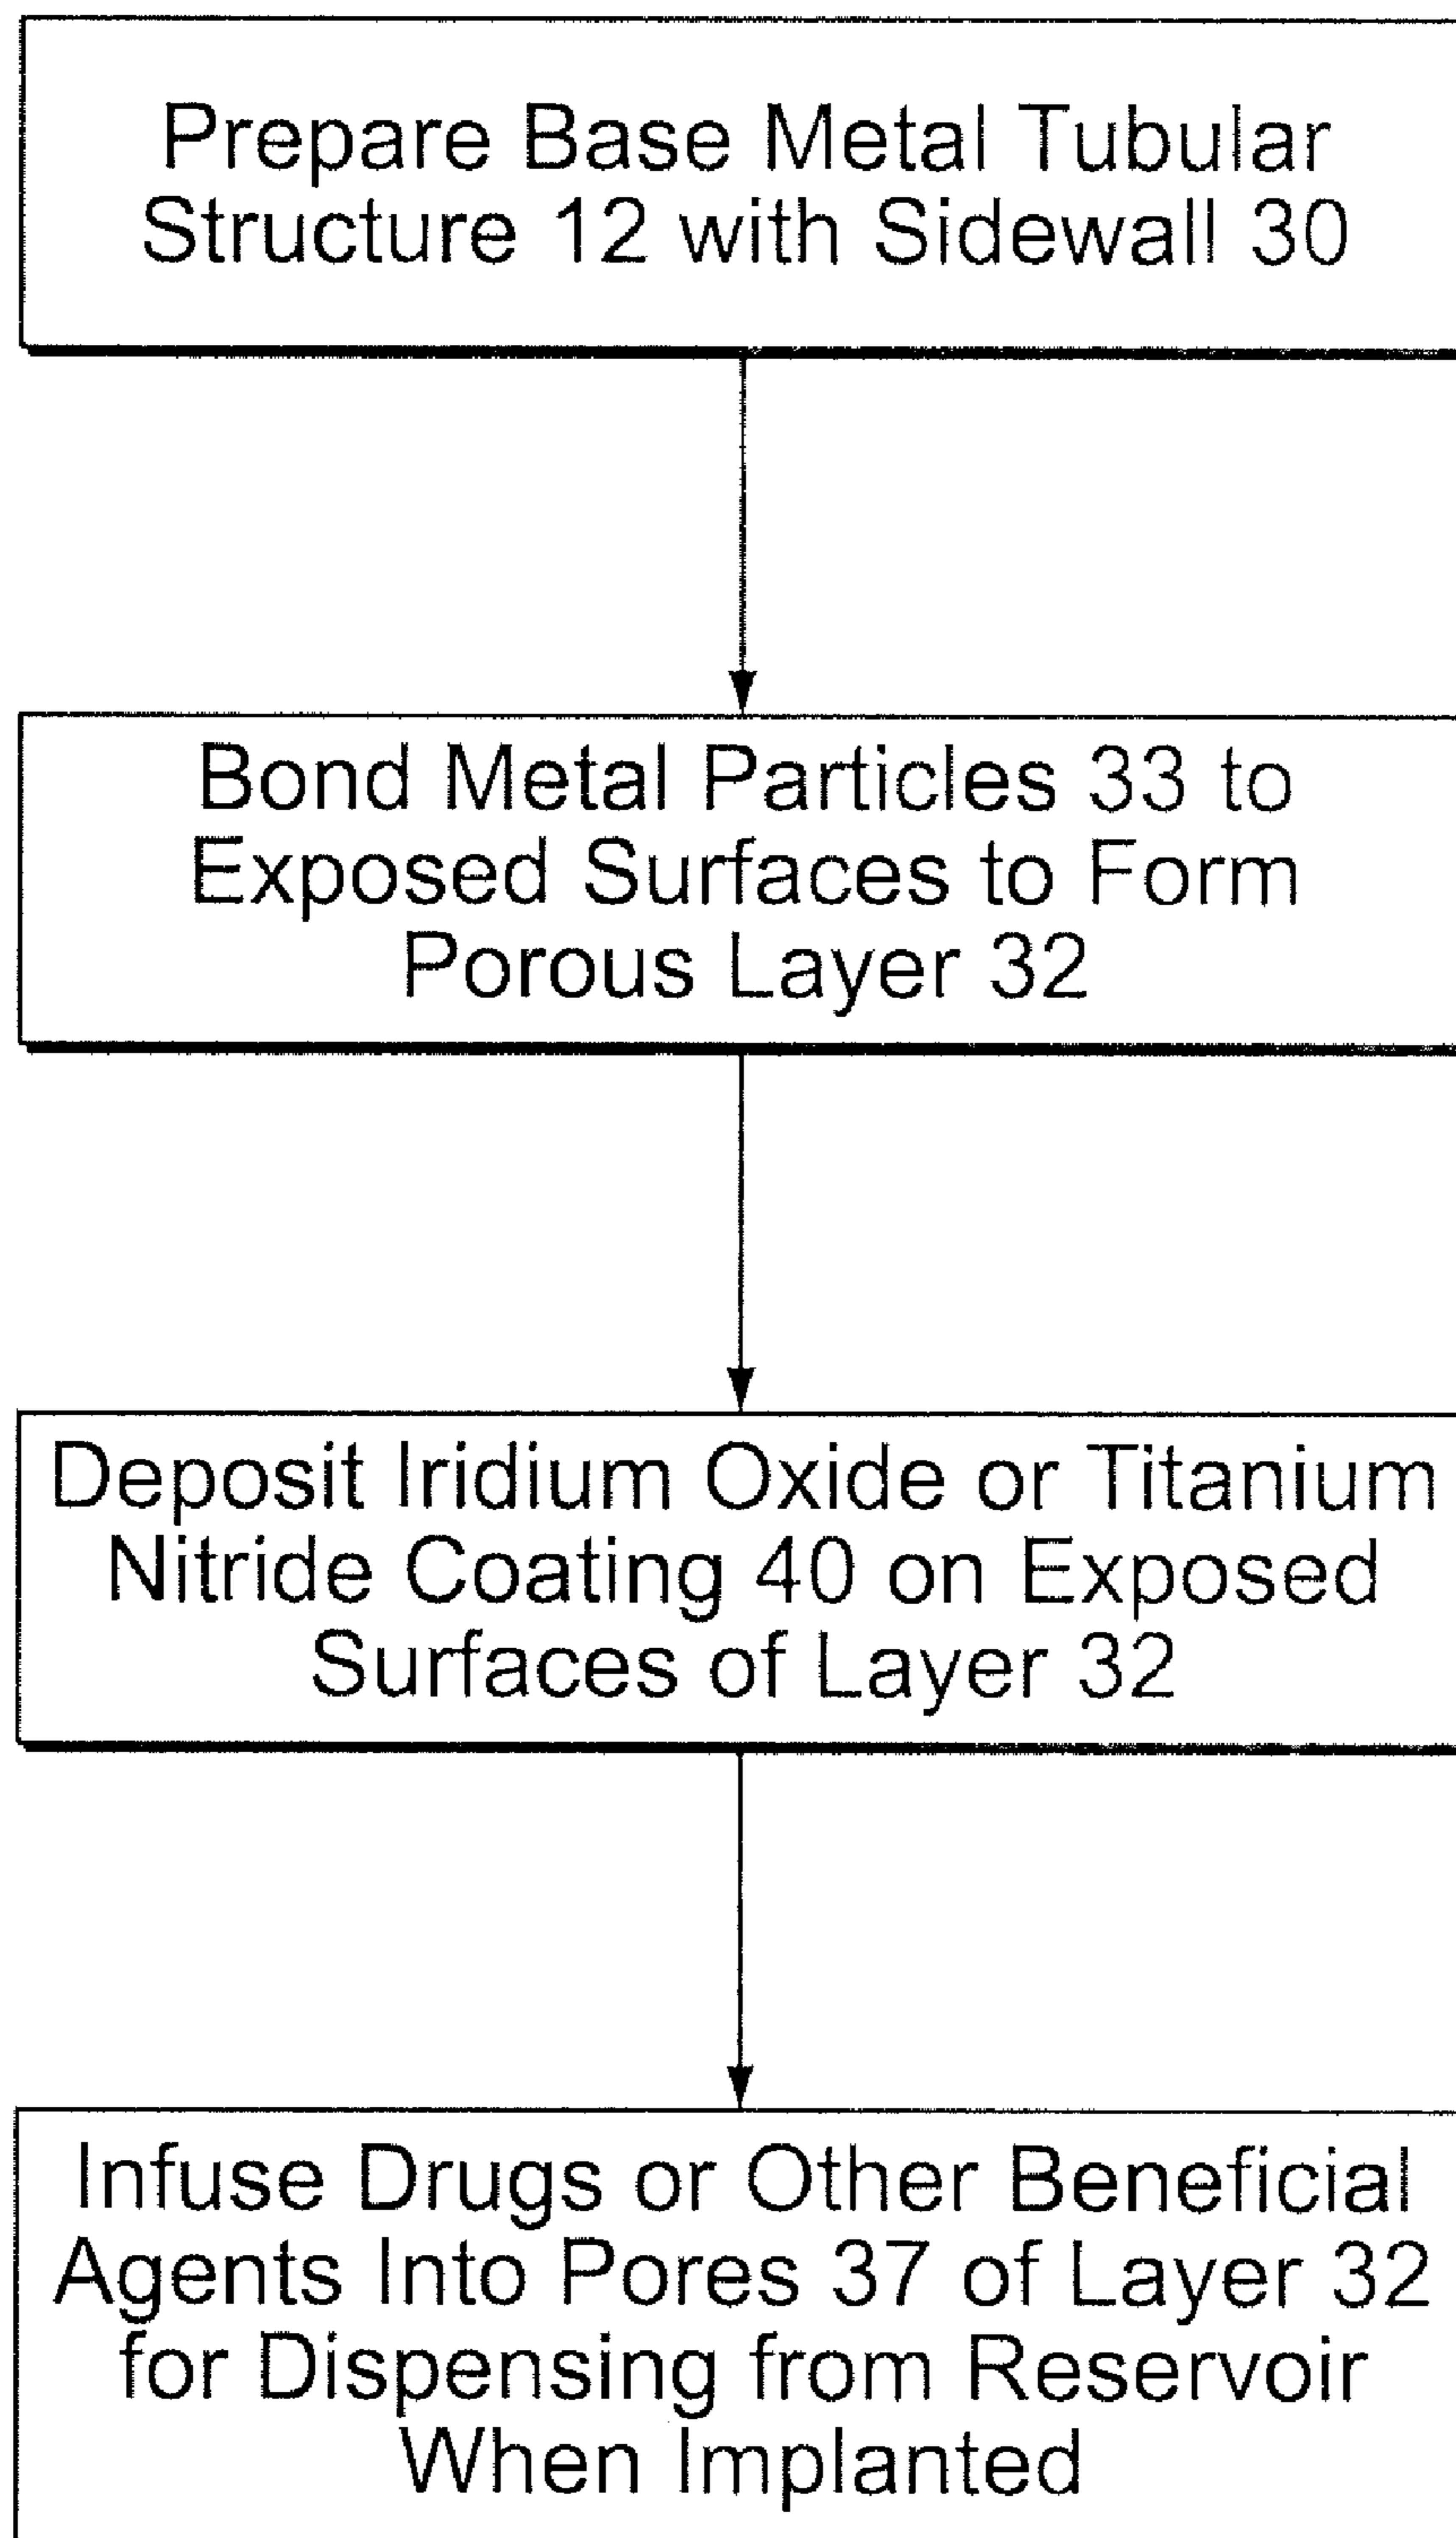 Prepare Base Metal Tubular
Structure 12 with Sidewall 30
Bond Metal Particles 33 to
Exposed Surfaces to Form
Porous Layer 32
Deposit Iridium Oxide or Titanium
Nitride Coating 40 on Exposed
Surfaces of Layer 32
Infuse Drugs or Other Beneficial
Agents Into Pores 37 of Layer 32
for Dispensing from Reservoir
When Implanted